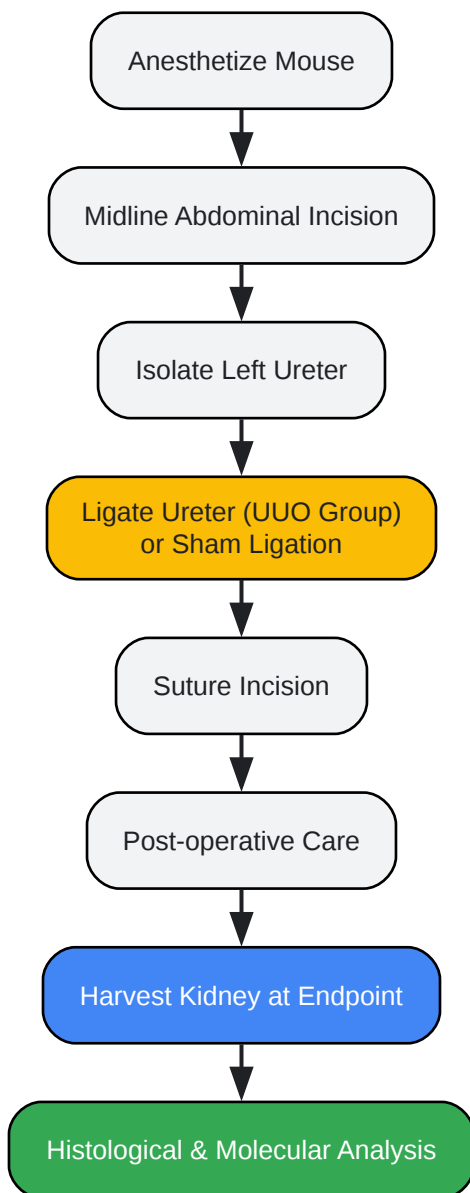 Anesthetize Mouse
Midline Abdominal Incision
Isolate Left Ureter
Ligate Ureter (UUO Group)
or Sham Ligation
Suture Incision
Post-operative Care
Harvest Kidney at Endpoint
Histological & Molecular Analysis